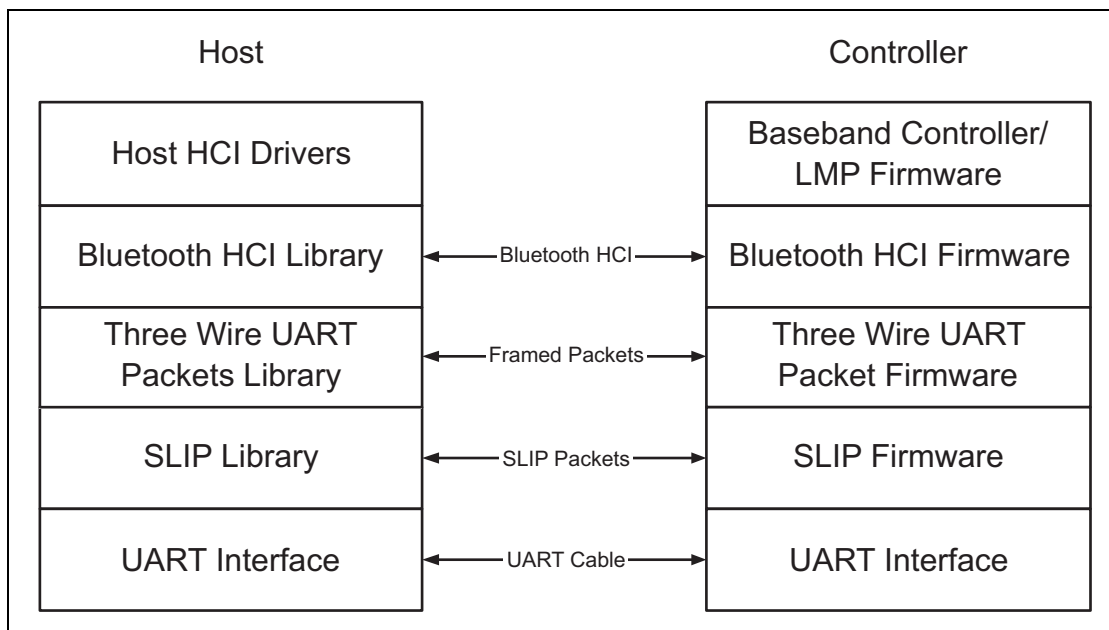 Host
Controller
Host HCI Drivers
Baseband Controller/
LMP Firmware
Bluetooth HCI Library
Bluetooth HCI
Bluetooth HCI Firmware
Three Wire UART
Packets Library
Framed Packets
Three Wire UART
Packet Firmware
SLIP Library
SLIP Packets
SLIP Firmware
UART Interface
UART Cable
UART Interface